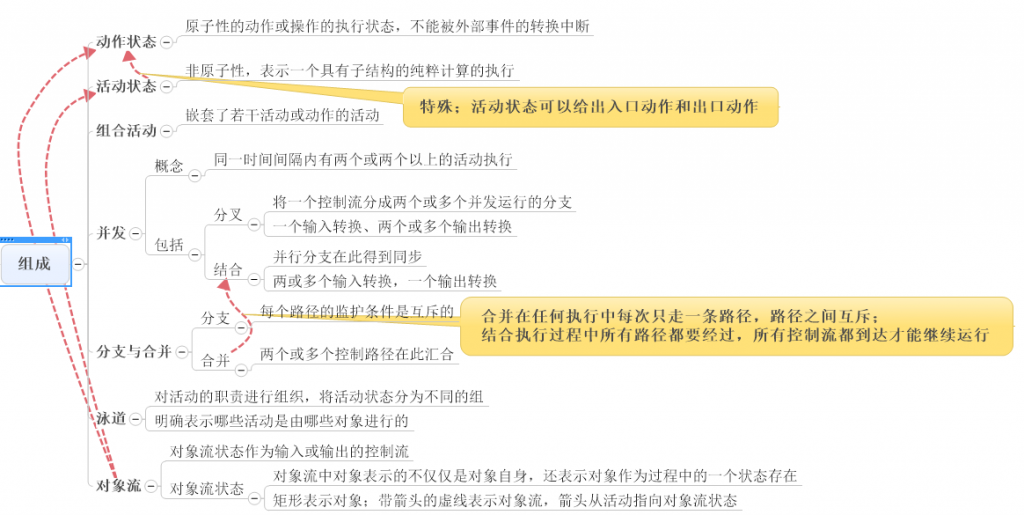 原子性的动作或操作的执行状态，不能被外部事件的转换中断
动作状态
非原子性，表示一个具有子结构的纯粹计算的执行
活动状态
特殊；活动状态可以给出入口动作和出口动作
嵌套了若干活动或动作的活动
组合活动
同一时间间隔内有两个或两个以上的活动执行
概念
将一个控制流分成两个或多个并发运行的分支
分叉
一个输入转换、两个或多个输出转换
并发
包括
并行分支在此得到同步
结合
两或多个输入转换，一个输出转换
组成
每个路径的监护条件是互斥的
分支
合并在任何执行中每次只走一条路径，路径之间互斥；
结合执行过程中所有路径都要经过，所有控制流都到达才能继续运行
分支与合并
两个或多个控制路径在此汇合
合并
对活动的职责进行组织，将活动状态分为不同的组
泳道
明确表示哪些活动是由哪些对象进行的
对象流状态作为输入或输出的控制流
对象流
对象流中对象表示的不仅仅是对象自身，还表示对象作为过程中的一个状态存在
对象流状态
矩形表示对象；带箭头的虚线表示对象流，箭头从活动指向对象流状态